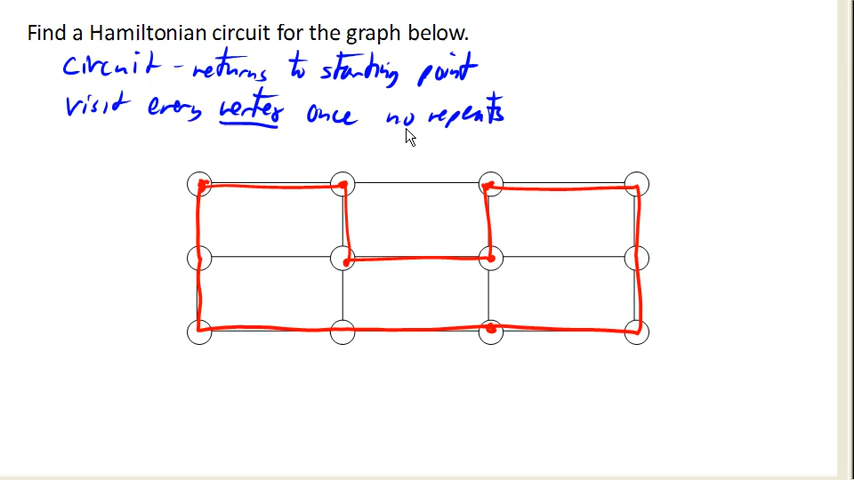 Find a Hamiltonian circuit for the graph below.
circuit - returns to starting point
visit every vertex once no repeats